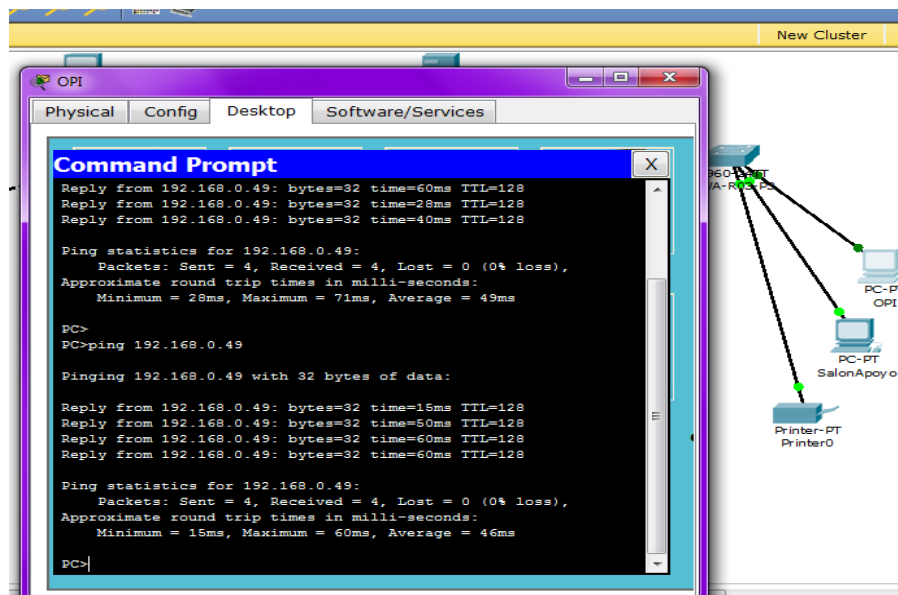 New Cluster
OPI
Physical Config Desktop Software/Services
Command Prompt
X
Reply from 192.168.0.49: bytes=32 time=60ms TTL=128
Reply from 192.168.0.49: bytes=32 time=28ms TTL=128
Reply from 192.168.0.49: bytes=32 time=40ms TTL=128
Ping statistics for 192.168.0.49:
Packets: Sent = 4, Received = 4, Lost = 0 (0% loss),
Approximate round trip times in milli-seconds:
Minimum = 28ms, Maximum = 71ms, Average = 49ms
PC>
PC>ping 192.168.0.49
Pinging 192.168.0.49 with 32 bytes of data:
Reply from 192.168.0.49: bytes=32 time=15ms TTL=128
Reply from 192.168.0.49: bytes=32 time=50ms TTL=128
Reply from 192.168.0.49: bytes=32 time=60ms TTL=128
Reply from 192.168.0.49: bytes=32 time=60ms TTL=128
Ping statistics for 192.168.0.49:
Packets: Sent = 4, Received = 4, Lost = 0 (0% loss),
Approximate round trip times in milli-seconds:
Minimum = 15ms, Maximum = 60ms, Average = 46ms
PC>
OPI
PC-PT
SalonApoyo
Printer-PT
Printer0